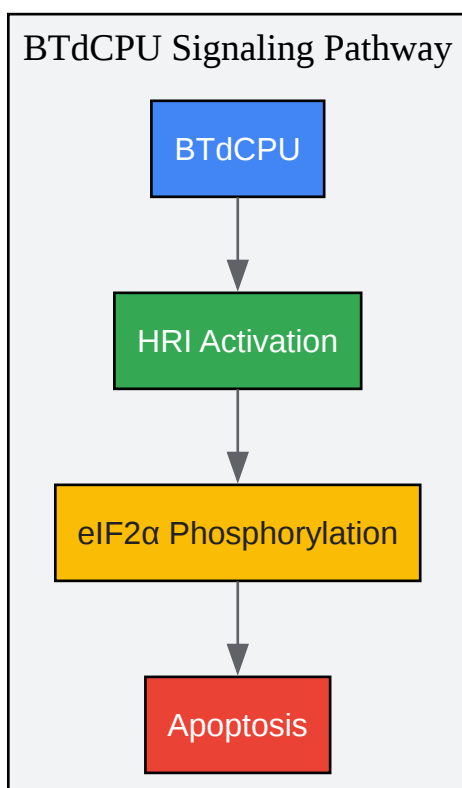 BTdCPU Signaling Pathway
BTdCPU
HRI Activation
eIF2α Phosphorylation
Apoptosis